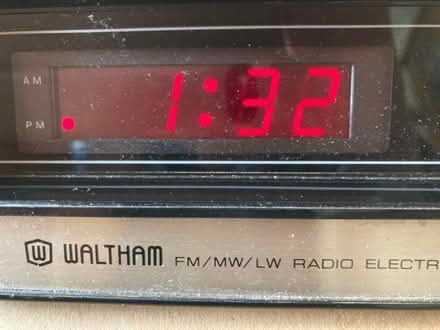 AM
1:32
PM
WALTHAM FM/MW/LW RADIO ELECTR